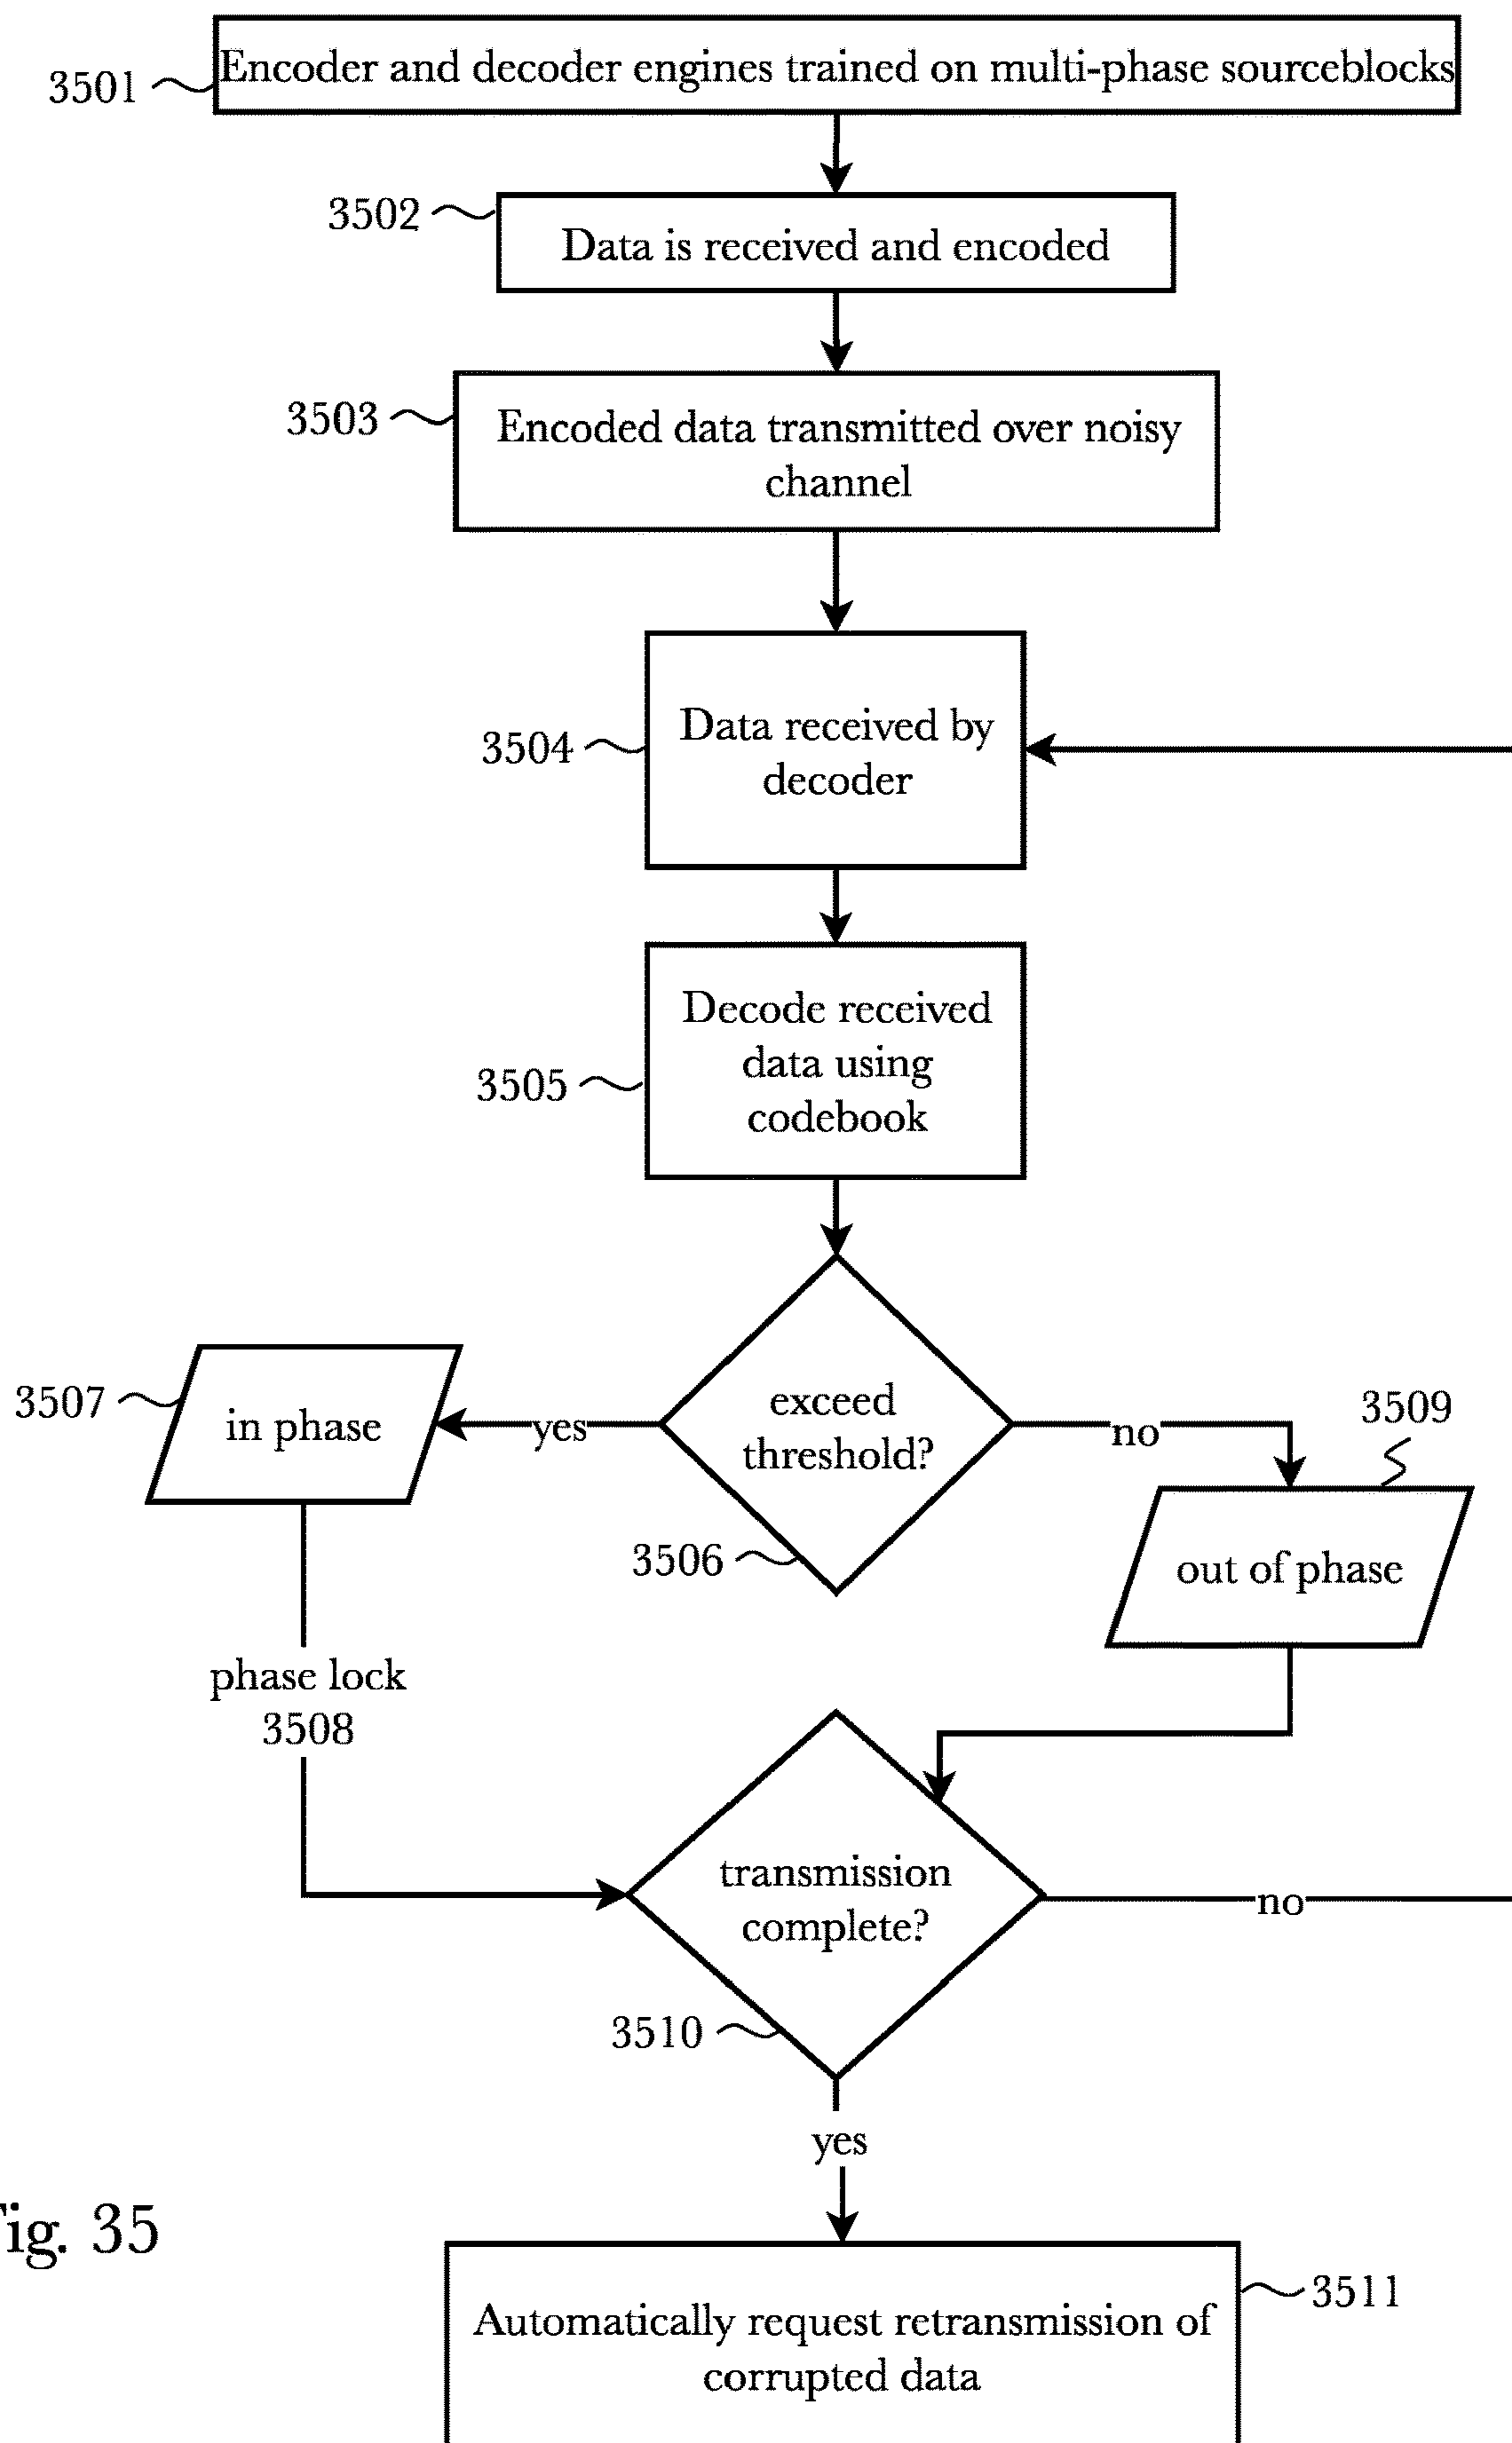 3501
Encoder and decoder engines trained on multi-phase sourceblocks
3502
Data is received and encoded
3503
Encoded data transmitted over noisy
channel
3504
Data received by
decoder
3505
Decode received
data using
codebook
exceed
threshold?
3506
yes
no
3507
in phase
3509
out of phase
phase lock
3508
transmission
complete?
3510
no
yes
ig. 35
3511
Automatically request retransmission of
corrupted data